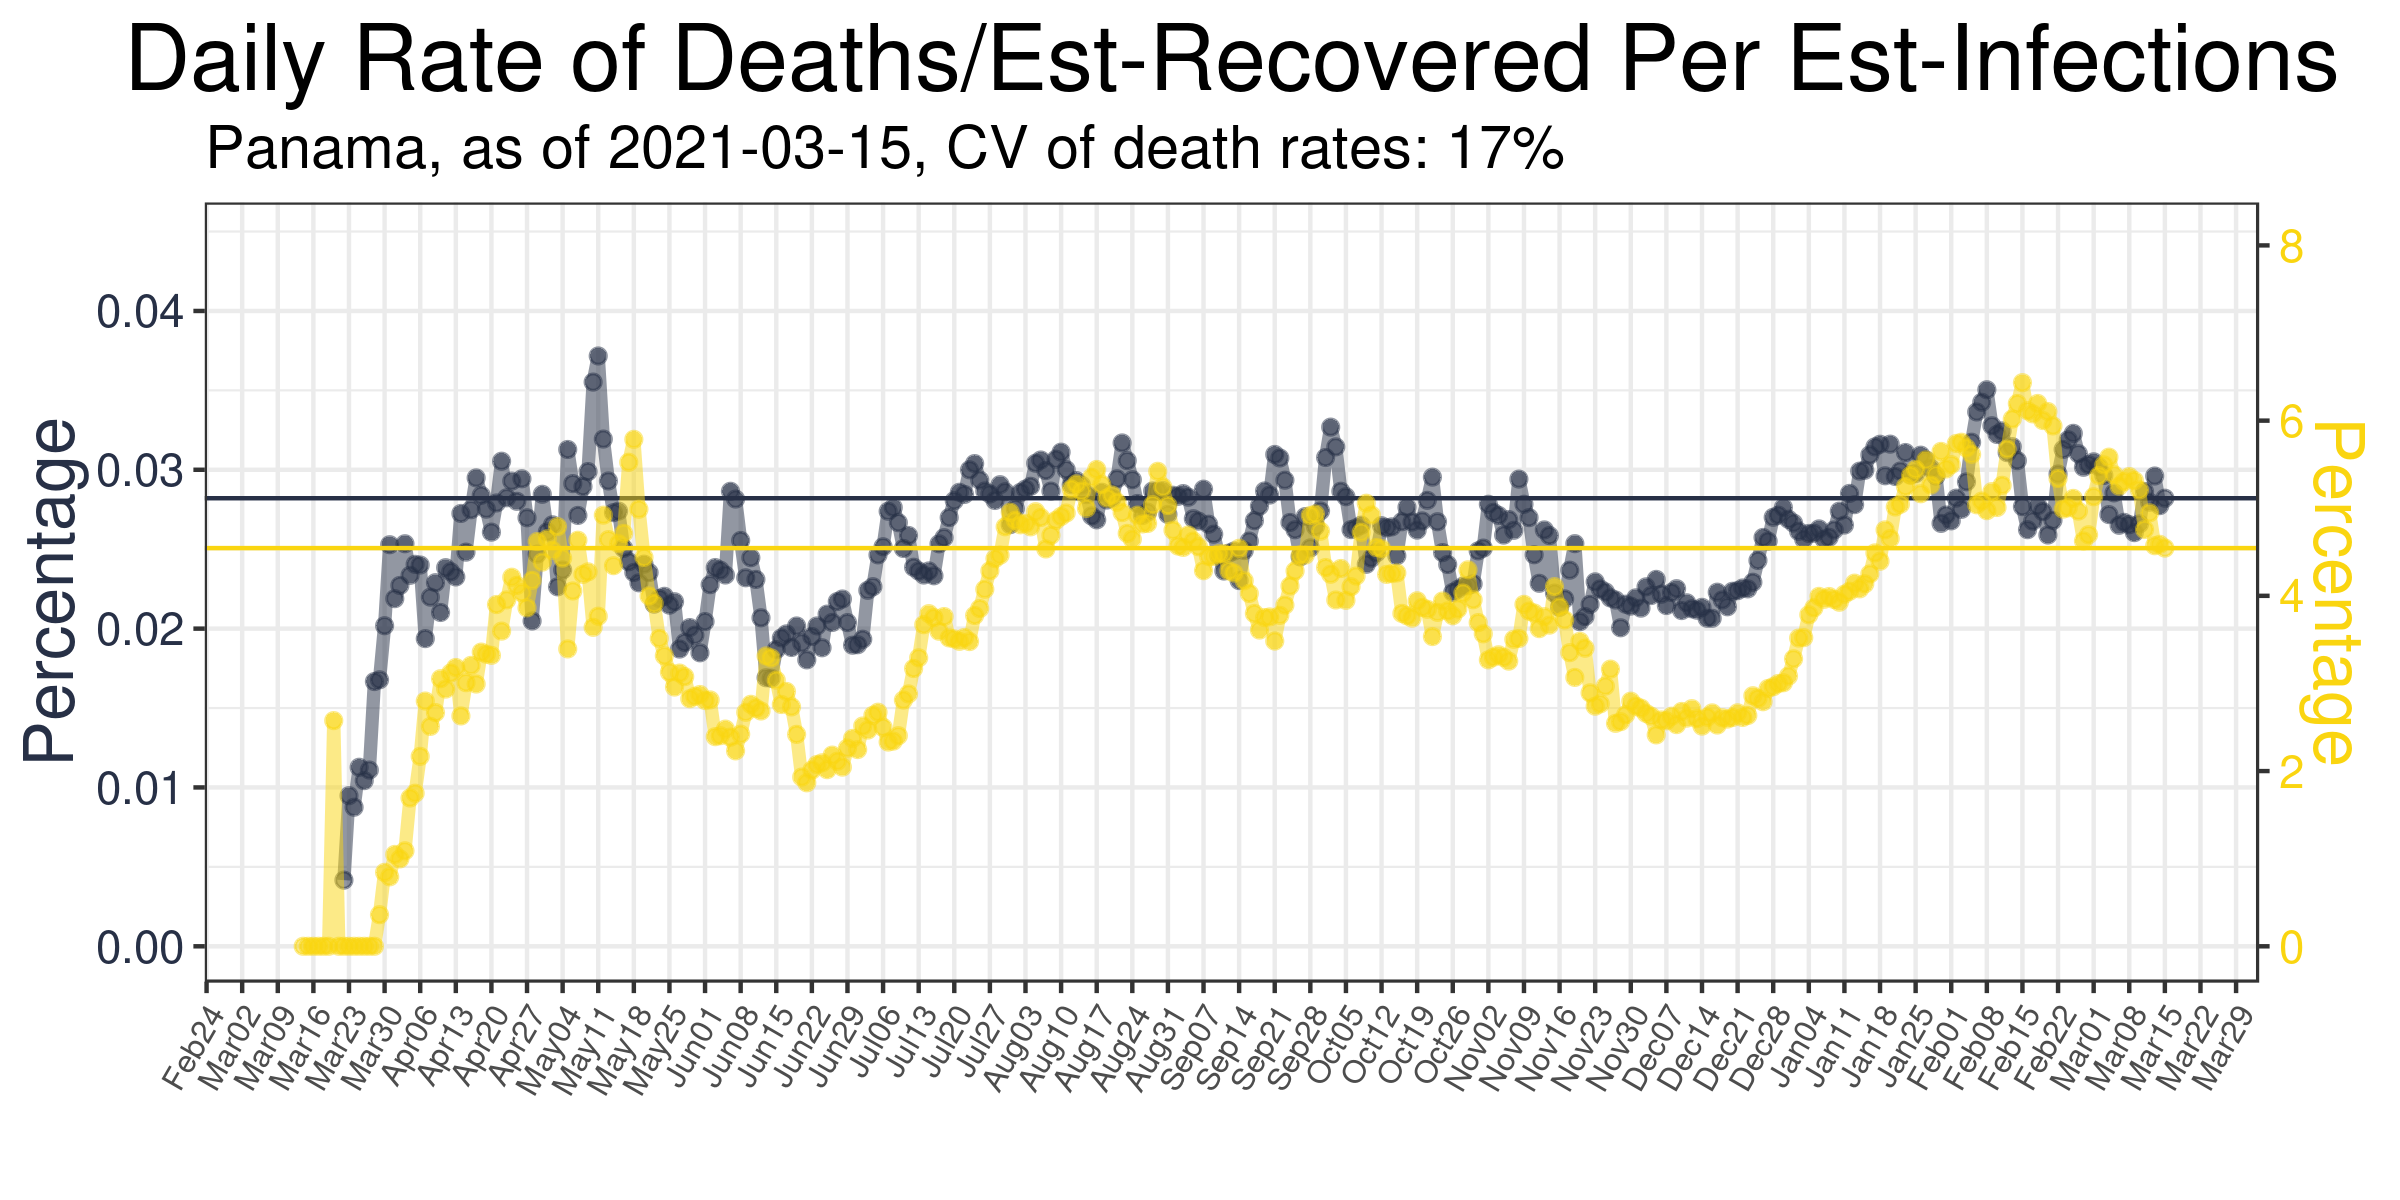 Daily Rate of Deaths/Est-Recovered Per Est-Infections
Panama, as of 2021-03-15, CV of death rates: 17%
Percentage
0.04
0.03
0.02
0.01
0.00
8
6
4
2
0
Percentage
Feb24 Mar02 Mar09 Mar16 Mar23 Mar30 Apr06 Apr13 Apr20 Apr27 May04 May11 May18 May25 Jun01 Jun08 Jun15 Jun22 Jun29 Jul06 Jul13 Jul20 Jul27 Aug03 Aug10 Aug17 Aug24 Aug31 Sep07 Sep14 Sep21 Sep28 Oct05 Oct12 Oct19 Oct26 Nov02 Nov09 Nov16 Nov23 Nov30 Dec07 Dec14 Dec21 Dec28 Jan04 Jan11 Jan18 Jan25 Feb01 Feb08 Feb15 Feb22 Mar01 Mar08 Mar15 Mar22 Mar29